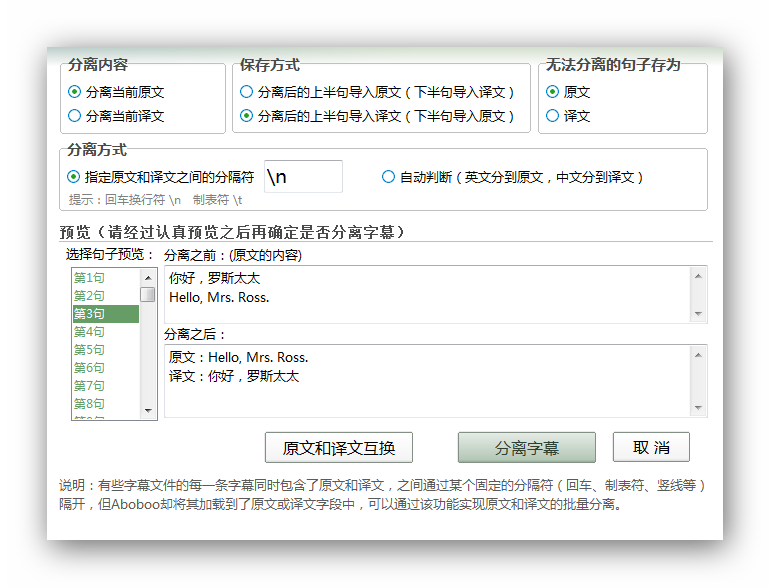 分离内容
保存方式
无法分离的句子存为
分离当前原文
分离后的上半句导入原文（下半句导入译文）
原文
分离当前译文
分离后的上半句导入译文（下半句导入原文）
译文
分离方式
指定原文和译文之间的分隔符
\n
自动判断（英文分到原文，中文分到译文）
提示：回车换行符 \n 制表符 \t
预览（请经过认真预览之后再确定是否分离字幕）
选择句子预览：
分离之前：(原文的内容)
第1句
第2句
第3句
第4句
第5句
第6句
第7句
第8句
你好，罗斯太太
Hello, Mrs. Ross.
分离之后：
原文：Hello, Mrs. Ross.
译文：你好，罗斯太太
原文和译文互换
分离字幕
取 消
说明：有些字幕文件的每一条字幕同时包含了原文和译文，之间通过某个固定的分隔符（回车、制表符、竖线等）
隔开，但Aboboo却将其加载到了原文或译文字段中，可以通过该功能实现原文和译文的批量分离。